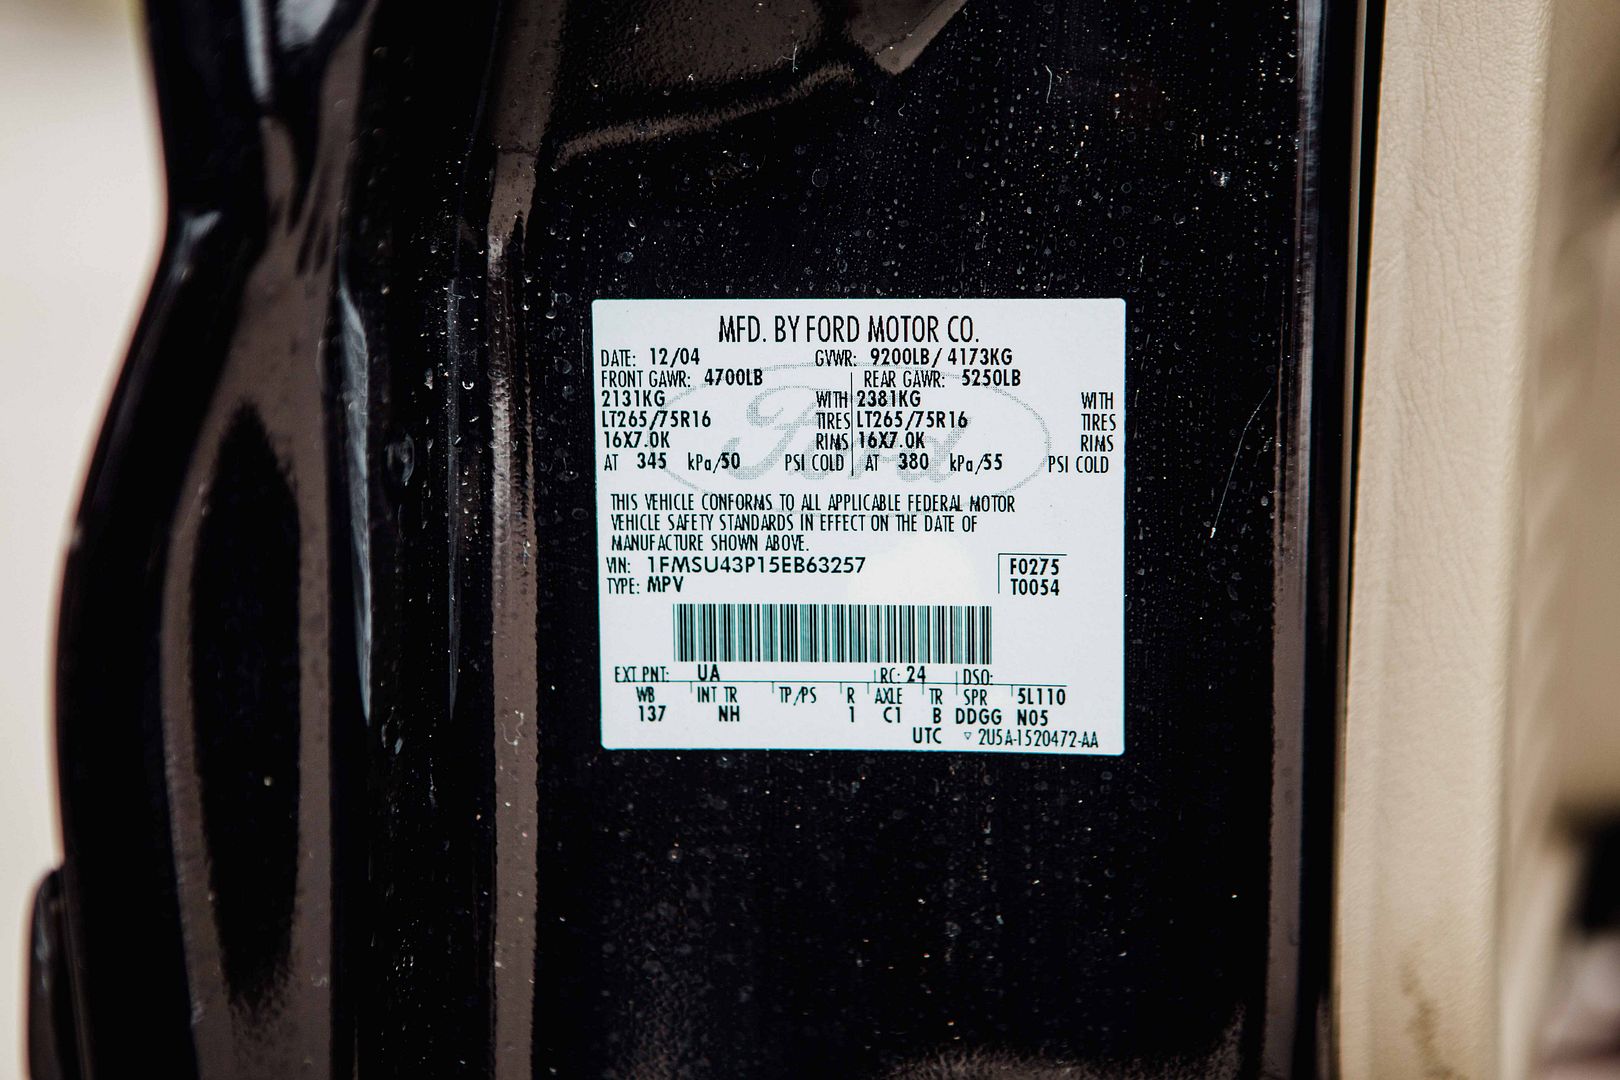 MFD. BY FORD MOTOR CO.
DATE: 12/04 GVWR: 9200LB/ 4173KG
FRONT GAWR: 4700LB REAR GAWR: 5250LB
2131KG WITH 2381KG WITH
LT265/75R16 TIRES LT265/75R16 TIRES
16X7.0K RIMS 16X7.0K RIMS
AT 345 kPa/50 PSI COLD AT 380 kPa/55 PSI COLD
Ford
THIS VEHICLE CONFORMS TO ALL APPLICABLE FEDERAL MOTOR
VEHICLE SAFETY STANDARDS IN EFFECT ON THE DATE OF
MANUFACTURE SHOWN ABOVE.
VIN: 1FMSU43P15EB63257 F0275
TYPE: MPV T0054
EXT PNT: UA RC: 24 DSO:
WB INT TR TP/PS R AXLE TR SPR 5L110
137 NH 1 C1 B DDGG N05
UTC ▽ 2U5A-1520472-AA